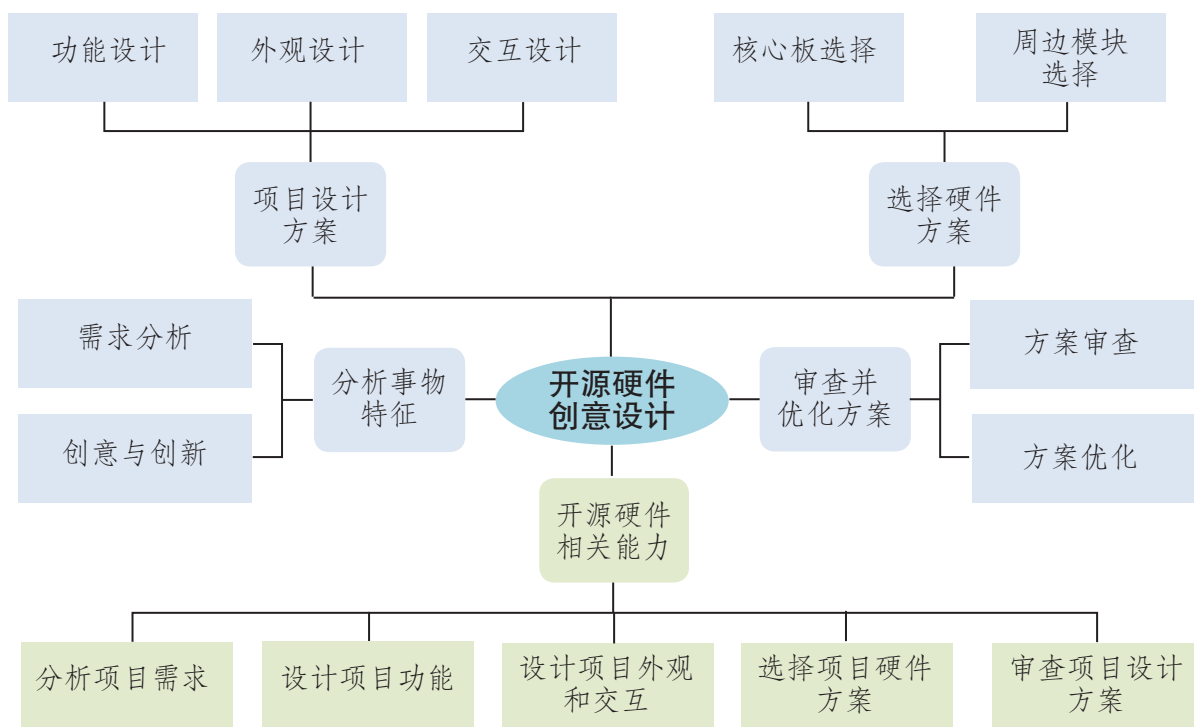 功能设计
外观设计
交互设计
核心板选择
周边模块
选择
项目设计
方案
选择硬件
方案
需求分析
创意与创新
分析事物
特征
开源硬件
创意设计
审查并
优化方案
方案审查
方案优化
开源硬件
相关能力
分析项目需求
设计项目功能
设计项目外观
和交互
选择项目硬件
方案
审查项目设计
方案